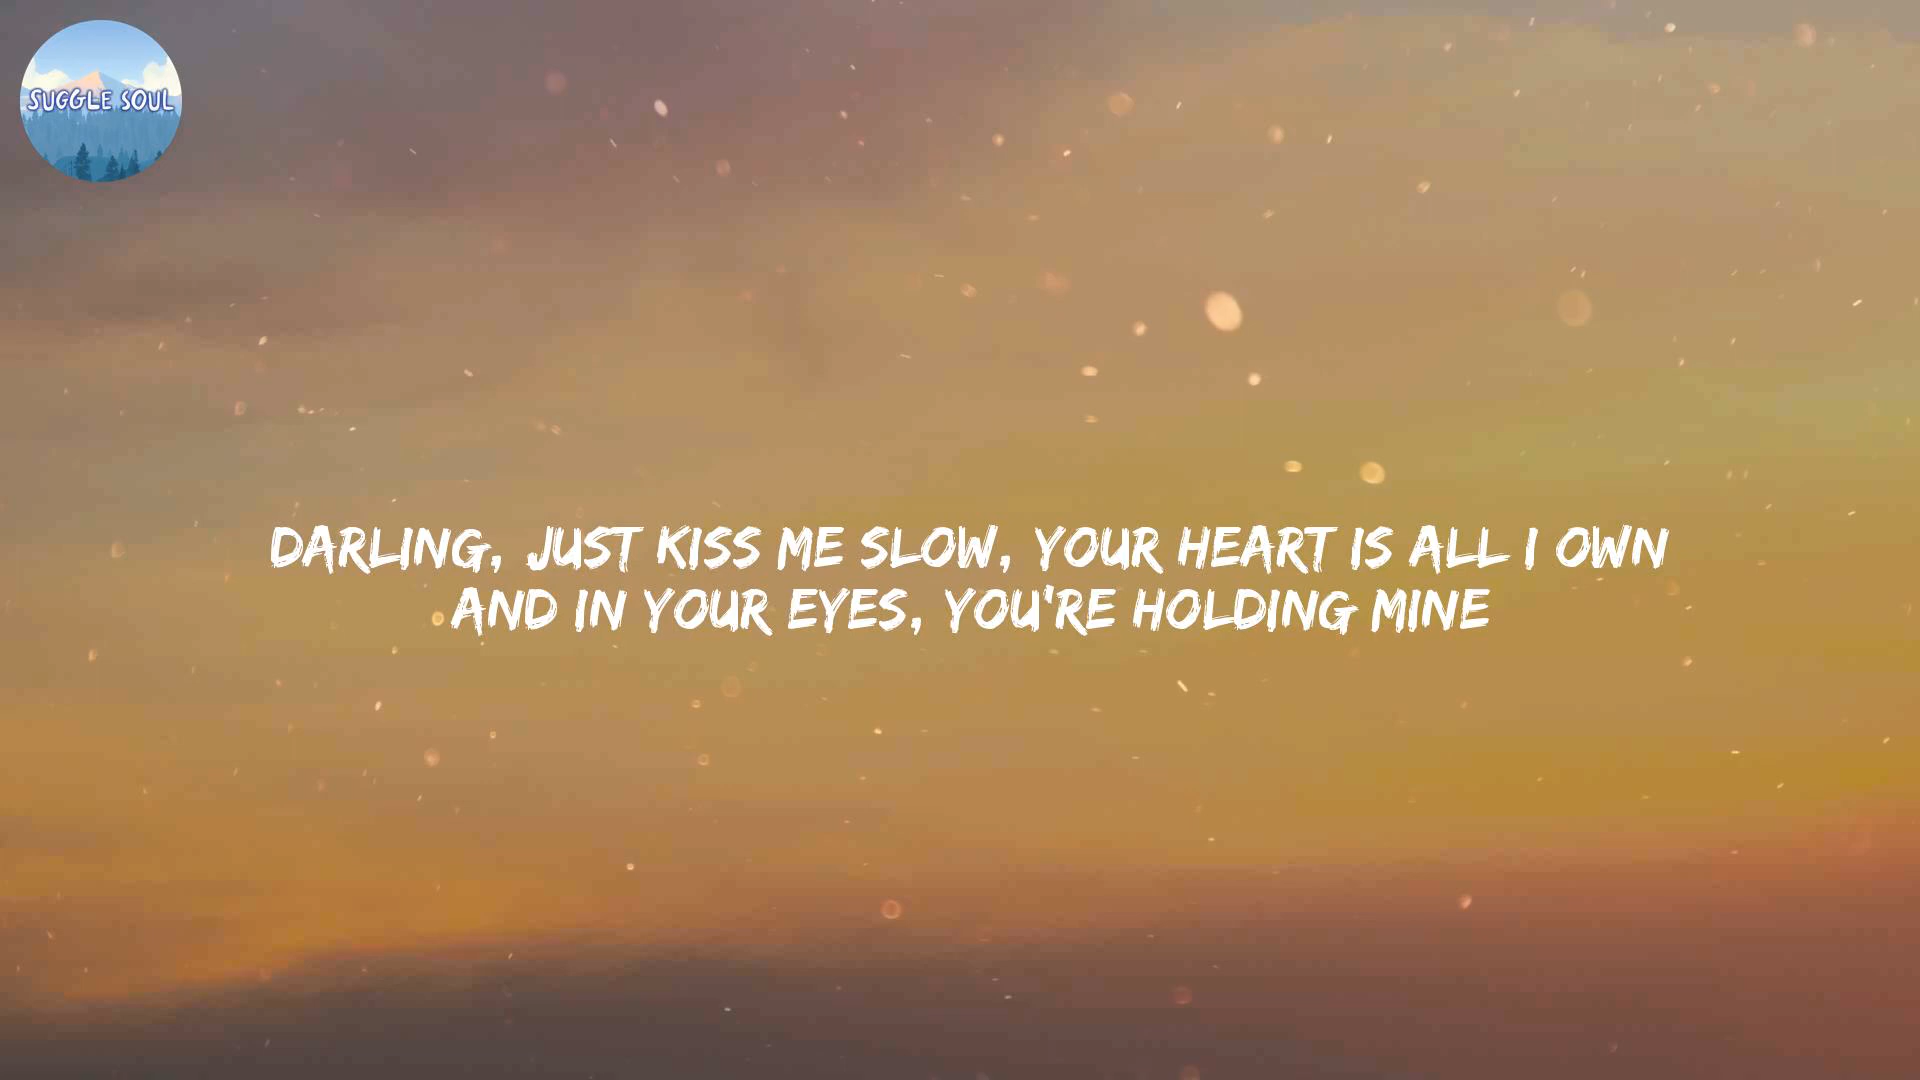 SUGGLE SOUL
DARLING, JUST KISS ME SLOW, YOUR HEART IS ALL I OWN
AND IN YOUR EYES, YOU'RE HOLDING MINE